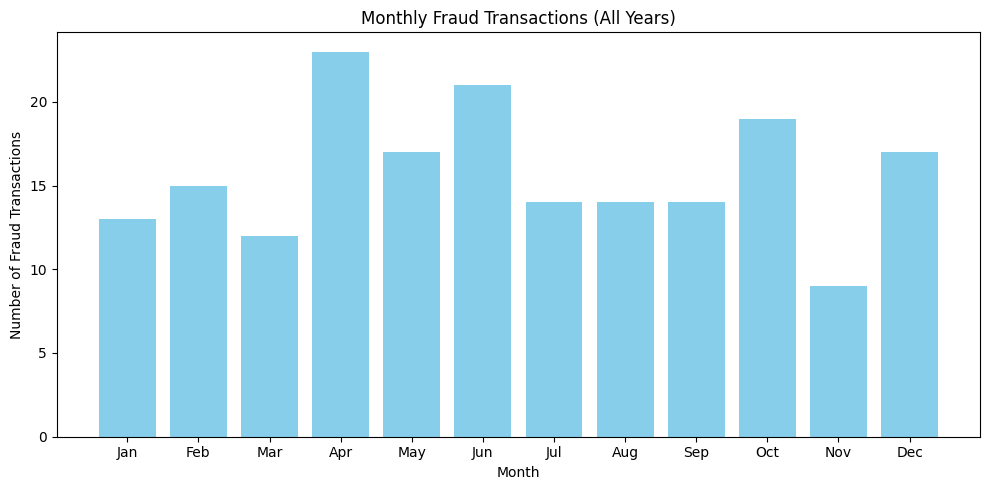 Monthly Fraud Transactions (All Years)
Number of Fraud Transactions
20
15
10
5
0
Jan Feb Mar Apr May Jun Jul Aug Sep Oct Nov Dec
Month